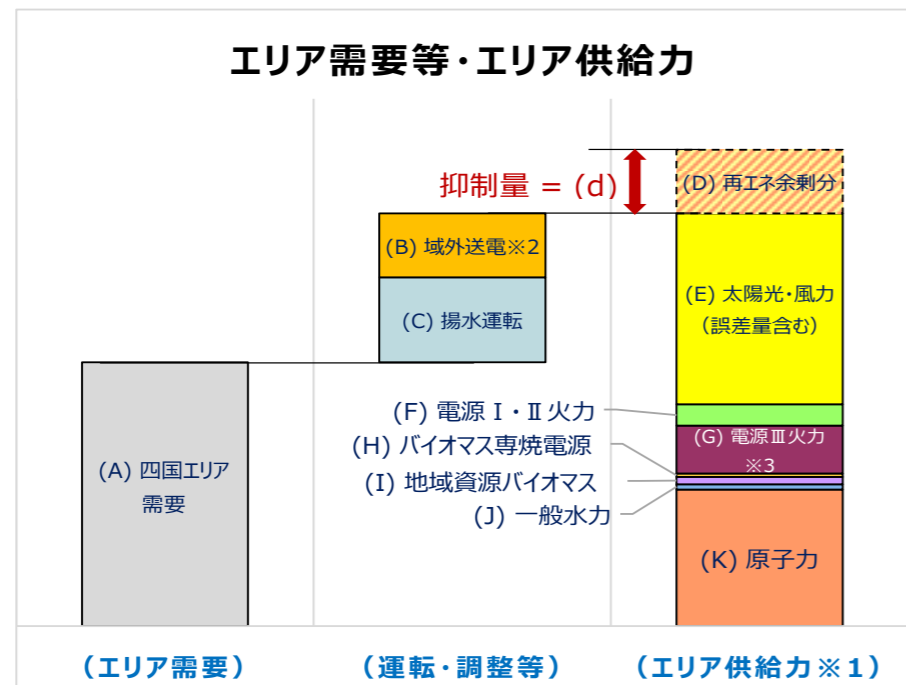 エリア需要等・エリア供給力
抑制量 = (d)
(D) 再エネ余剰分
(B) 域外送電※2
(C) 揚水運転
(E) 太陽光・風力
(誤差量含む)
(F) 電源Ⅰ・Ⅱ火力
(G) 電源Ⅲ火力
※3
(H) バイオマス専焼電源
(I) 地域資源バイオマス
(J) 一般水力
(A) 四国エリア
需要
(K) 原子力
(エリア需要)
(運転・調整等)
(エリア供給力※1)